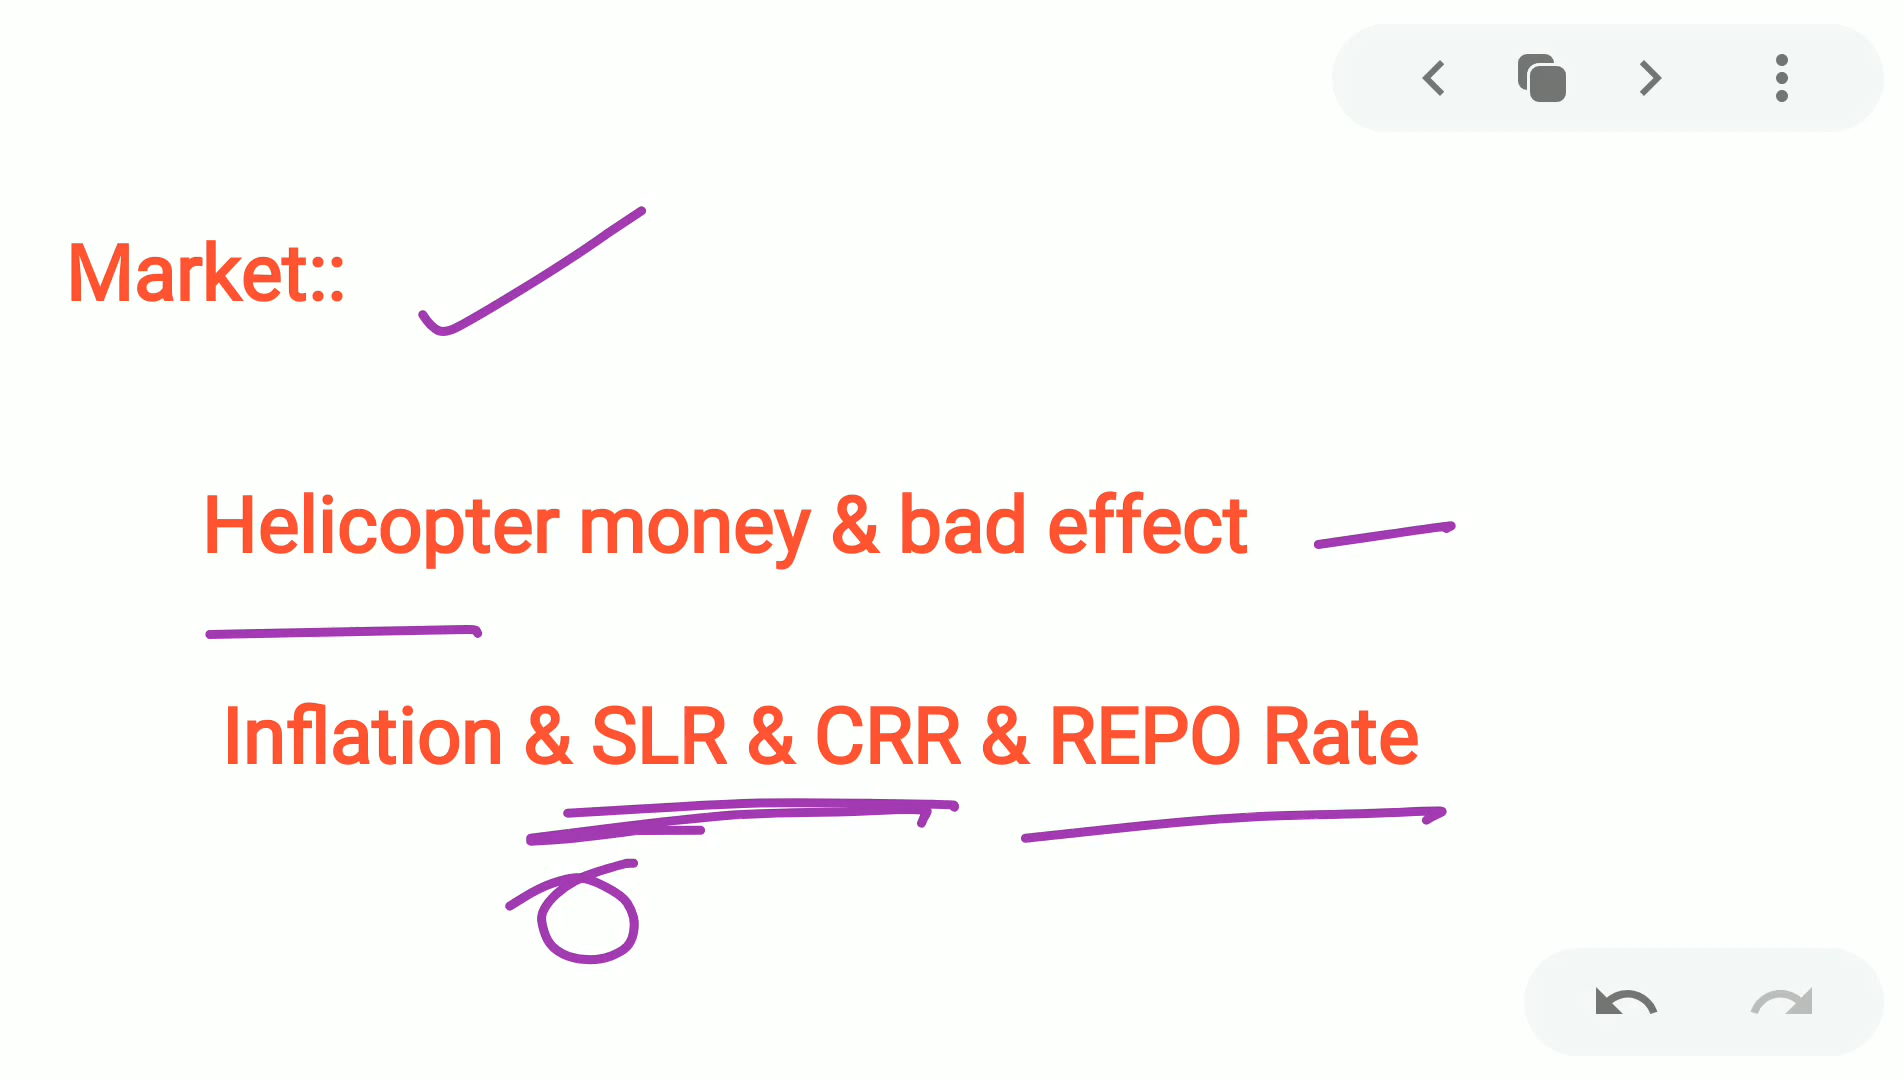 Market::
Helicopter money & bad effect
Inflation & SLR & CRR & REPO Rate